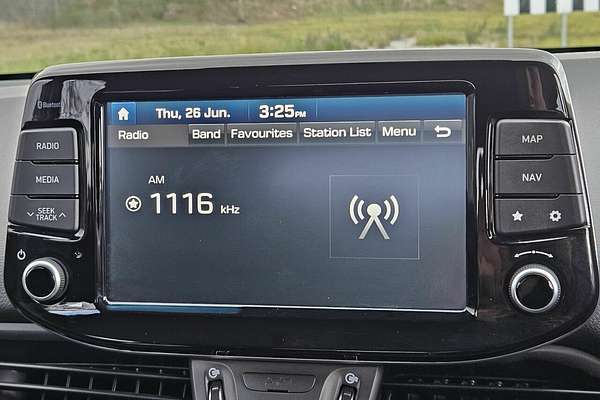 Bluetooth
Thu, 26 Jun. 3:25PM
Radio Band Favourites Station List Menu
RADIO
MEDIA
SEEK
TRACK
AM
1116 kHz
MAP
NAV